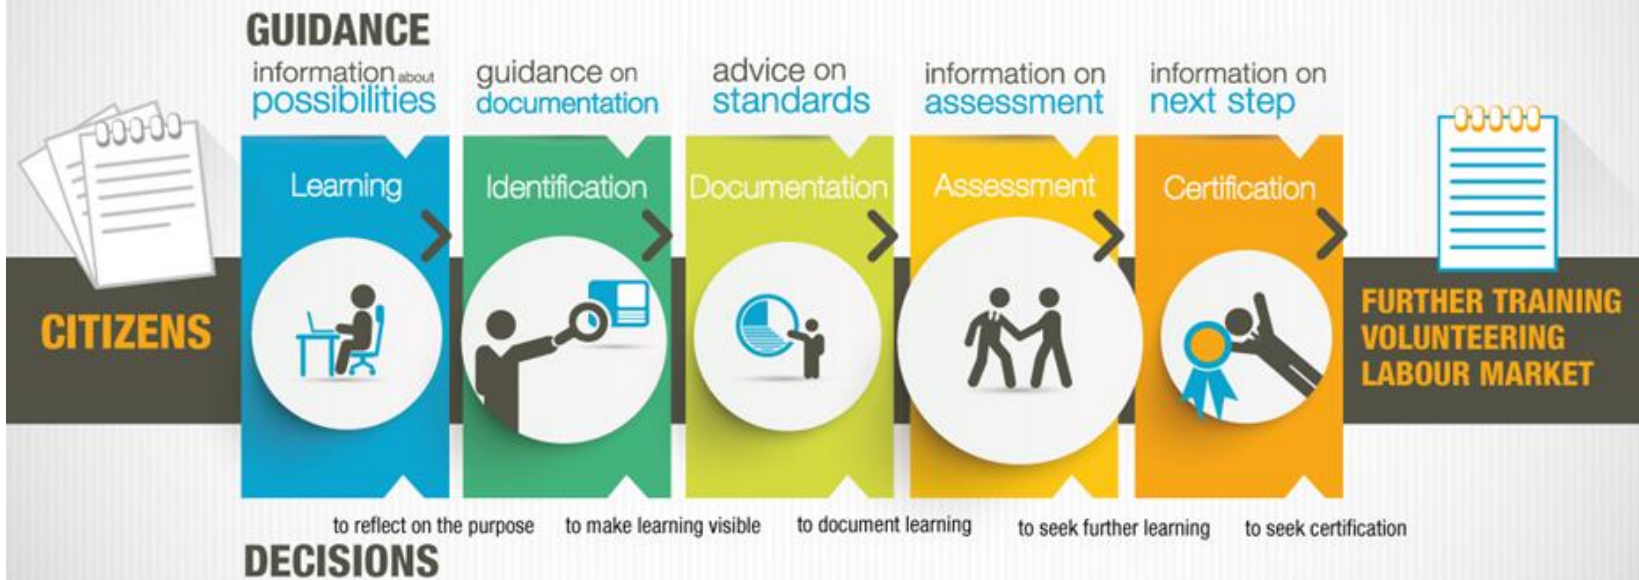 GUIDANCE
information about
possibilities
guidance on
documentation
advice on
standards
information on
assessment
information on
next step
Learning
Identification
Documentation
Assessment
Certification
CITIZENS
FURTHER TRAINING
VOLUNTEERING
LABOUR MARKET
to reflect on the purpose
to make learning visible
to document learning
to seek further learning
to seek certification
DECISIONS